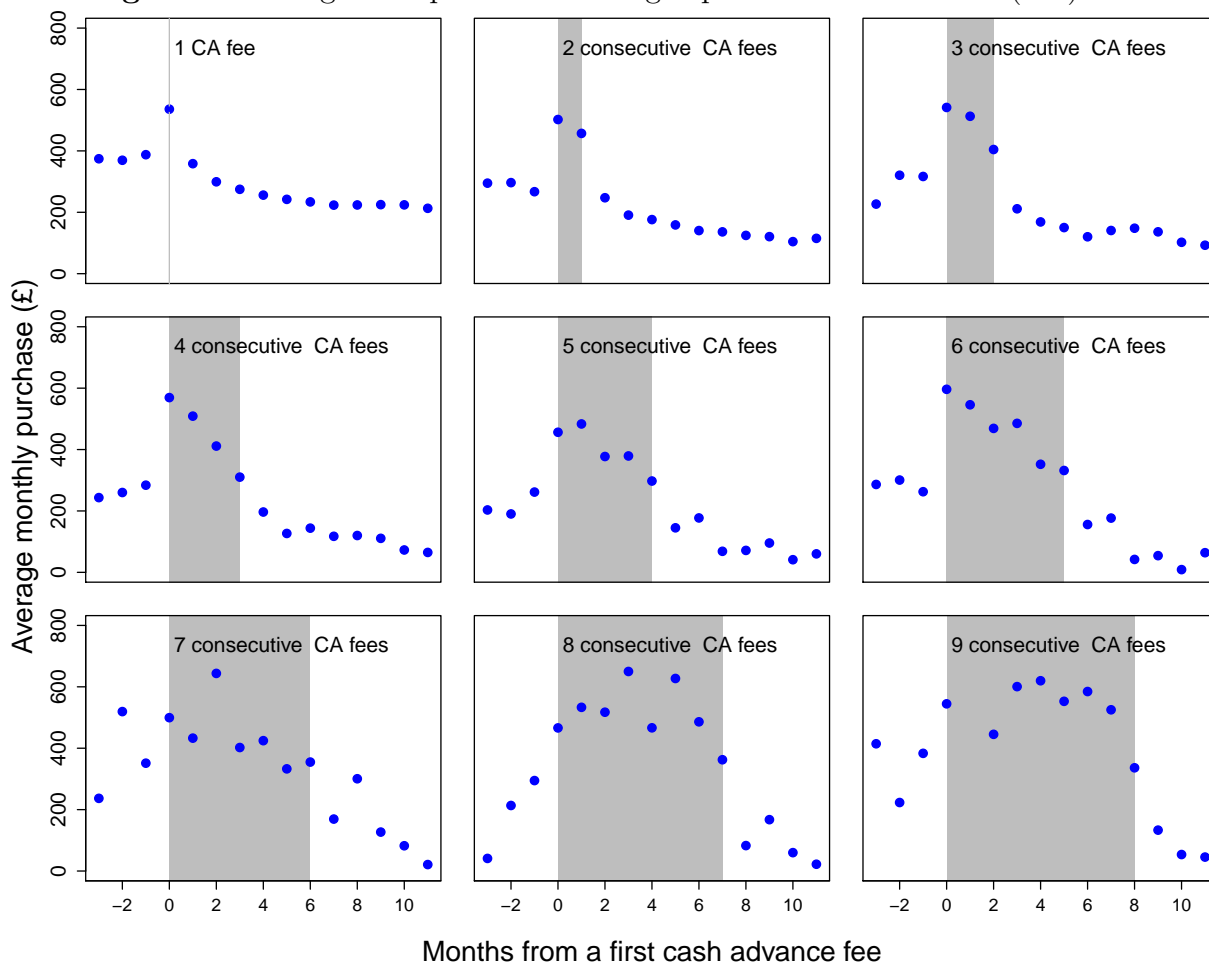 800
600
400
200
0
1 CA fee
2 consecutive CA fees
3 consecutive CA fees
800
600
400
200
0
4 consecutive CA fees
5 consecutive CA fees
6 consecutive CA fees
Average monthly purchase (£)
800
600
400
200
0
7 consecutive CA fees
8 consecutive CA fees
9 consecutive CA fees
−2 0 2 4 6 8 10
−2 0 2 4 6 8 10
−2 0 2 4 6 8 10
Months from a first cash advance fee